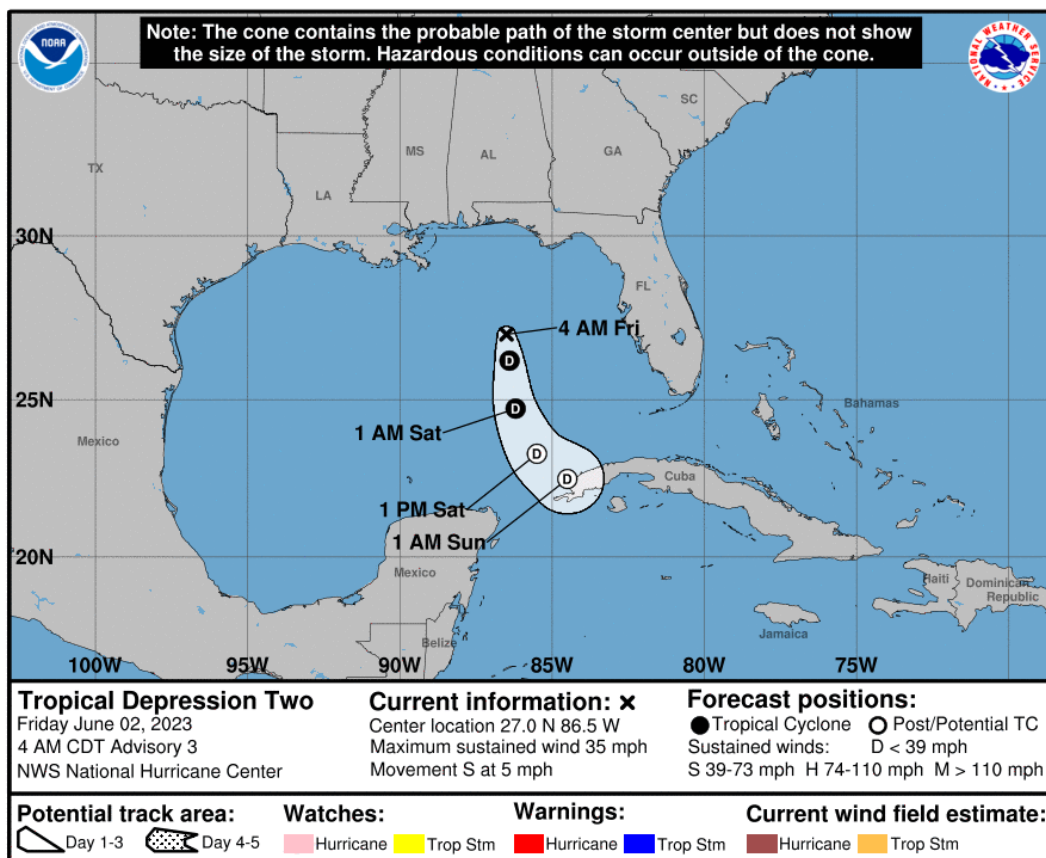 Note: The cone contains the probable path of the storm center but does not show
the size of the storm. Hazardous conditions can occur outside of the cone.
NOAA
NATIONAL WEATHER SERVICE
SC
MS
AL
GA
TX
LA
30N
FL
4 AM Fri
D
25N
D
Bahamas
1 AM Sat
Mexico
D
D
Cuba
1 PM Sat
1 AM Sun
20N
Mexico
Haiti
Dominican
Republic
Jamaica
Belize
100W 95W 90W 85W 80W 75W
Tropical Depression Two
Friday June 02, 2023
4 AM CDT Advisory 3
NWS National Hurricane Center
Current information: ×
Center location 27.0 N 86.5 W
Maximum sustained wind 35 mph
Movement S at 5 mph
Forecast positions:
Tropical Cyclone Post/Potential TC
Sustained winds: D < 39 mph
S 39-73 mph H 74-110 mph M > 110 mph
Potential track area:
Day 1-3 Day 4-5
Watches:
Hurricane Trop Stm
Warnings:
Hurricane Trop Stm
Current wind field estimate:
Hurricane Trop Stm